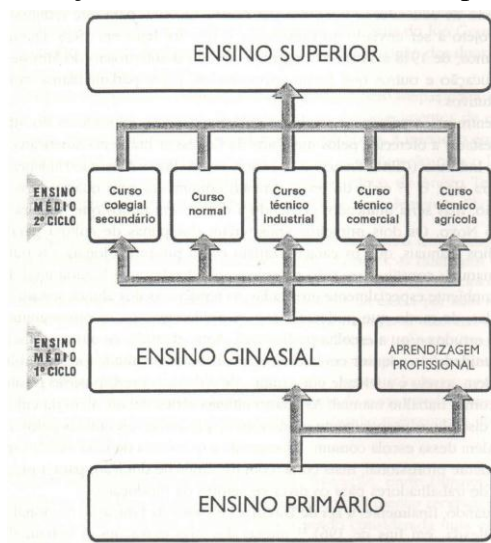 ENSINO SUPERIOR
ENSINO
MÉDIO
2º CICLO
Curso
colegial
secundário
Curso
normal
Curso
técnico
industrial
Curso
técnico
comercial
Curso
técnico
agrícola
ENSINO
MÉDIO
1º CICLO
ENSINO GINASIAL
APRENDIZAGEM
PROFISSIONAL
ENSINO PRIMÁRIO